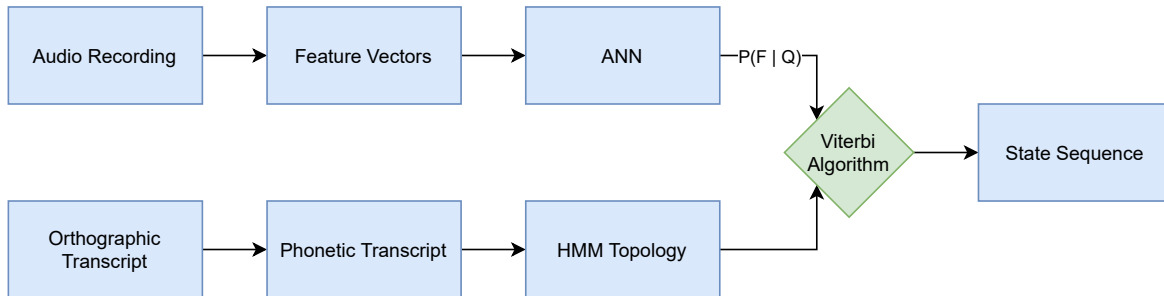 Audio Recording
Feature Vectors
ANN
P(F | Q)
Viterbi
Algorithm
State Sequence
Orthographic
Transcript
Phonetic Transcript
HMM Topology